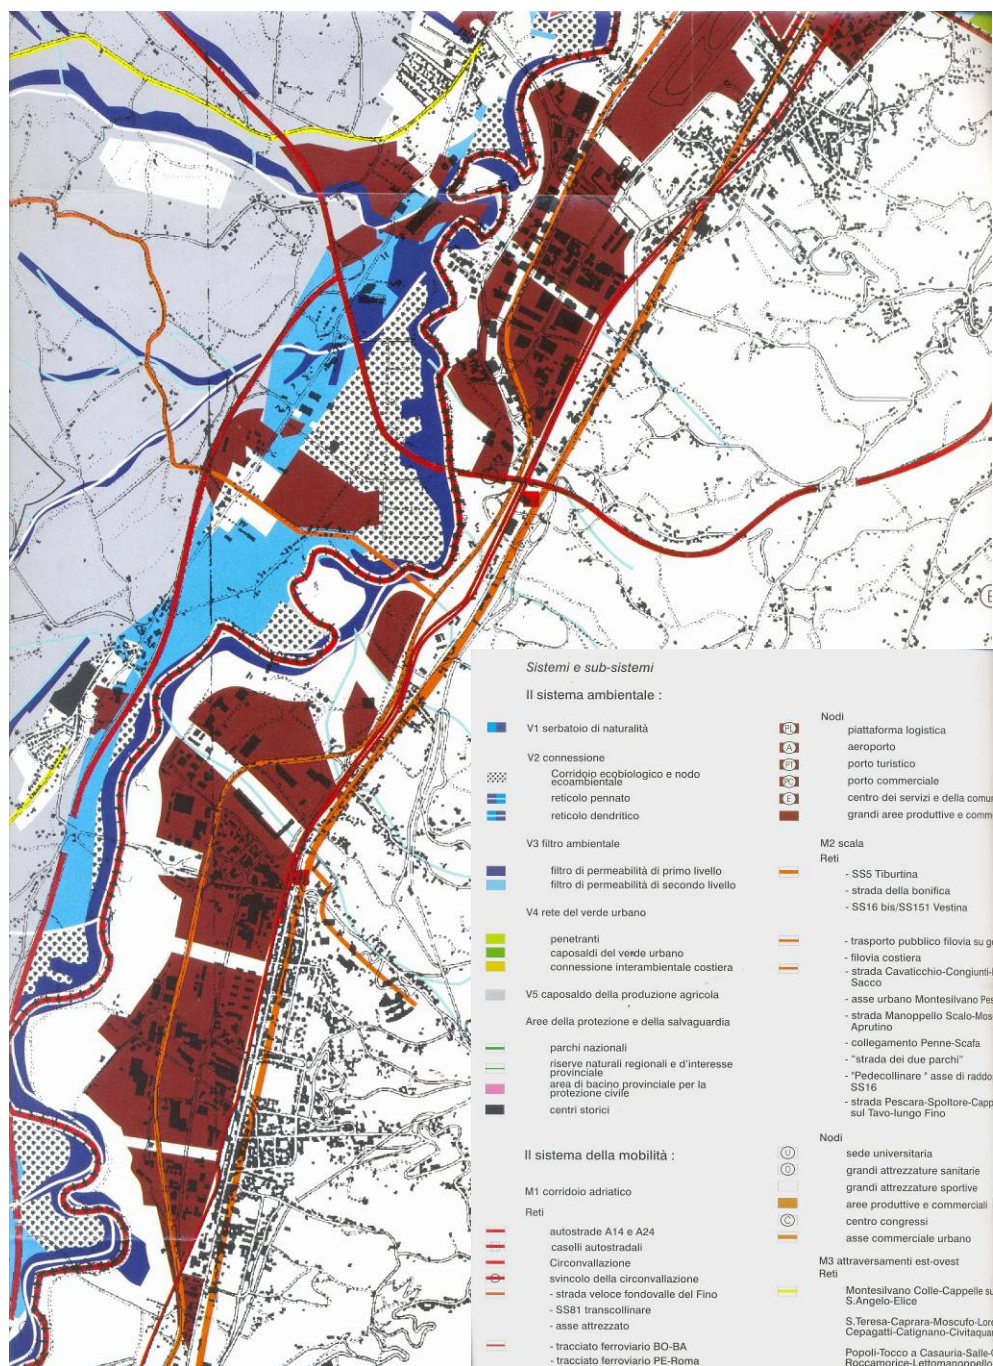 Sistemi e sub-sistemi
Il sistema ambientale :
V1 serbatoio di naturalità
V2 connessione
Corridoio ecobiologico e nodo
ecoambientale
reticolo pennato
reticolo dendritico
V3 filtro ambientale
filtro di permeabilità di primo livello
filtro di permeabilità di secondo livello
V4 rete del verde urbano
penetranti
caposaldi del verde urbano
connessione interambientale costiera
V5 caposaldo della produzione agricola
Aree della protezione e della salvaguardia
parchi nazionali
riserve naturali regionali e d'interesse
provinciale
area di bacino provinciale per la
protezione civile
centri storici
Il sistema della mobilità :
M1 corridoio adriatico
Reti
autostrade A14 e A24
caselli autostradali
Circonvallazione
svincolo della circonvallazione
- strada veloce fondovalle del Fino
- SS81 transcollinare
- asse attrezzato
- tracciato ferroviario BO-BA
- tracciato ferroviario PE-Roma
Nodi
PL piattaforma logistica
A aeroporto
PT porto turistico
PC porto commerciale
E centro dei servizi e della
grandi aree produttive e
M2 scala
Reti
- SS5 Tiburtina
- strada della bonifica
- SS16 bis/SS151 Vestina
- trasporto pubblico filovia su
- filovia costiera
- strada Cavaticchio-Congiunti-
Sacco
- asse urbano Montesilvano
- strada Manoppello Scalo-
Aprutino
- collegamento Penne-Scafa
- "strada dei due parchi"
- "Pedecollinare " asse di
SS16
- strada Pescara-Spoltore-
sul Tavo-lungo Fino
Nodi
U sede universitaria
O grandi attrezzature sanitarie
grandi attrezzature sportive
aree produttive e commerciali
C centro congressi
asse commerciale urbano
M3 attraversamenti est-ovest
Reti
Montesilvano Colle-Cappelle
S.Angelo-Elice
S.Teresa-Caprara-Moscufo-
Cepagatti-Catignano-
Popoli-Tocco a Casauria-Salle-
Roccamorice-Lettomanoppello